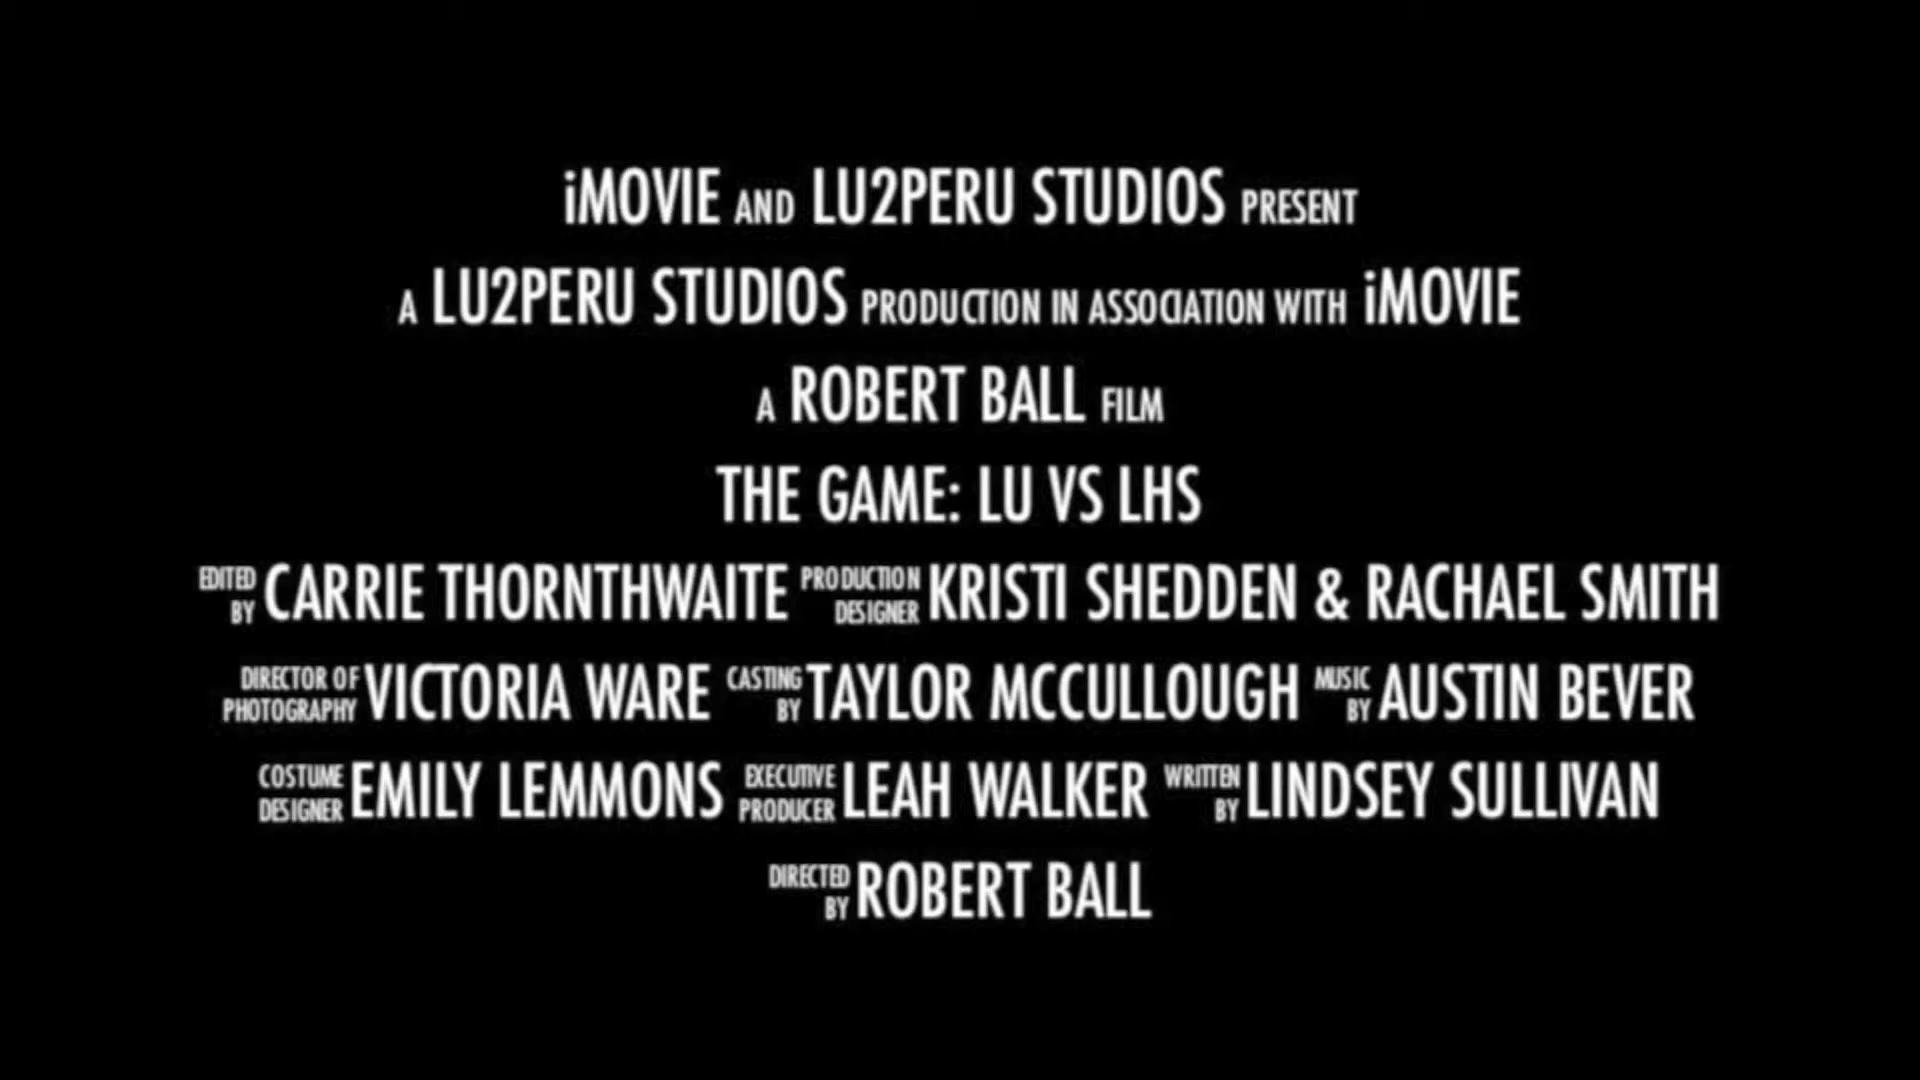 iMOVIE AND LU2PERU STUDIOS PRESENT
A LU2PERU STUDIOS PRODUCTION IN ASSOCIATION WITH iMOVIE
A ROBERT BALL FILM
THE GAME: LU VS LHS
EDITED BY CARRIE THORNTHWAITE PRODUCTION DESIGNER KRISTI SHEDDEN & RACHAEL SMITH
DIRECTOR OF PHOTOGRAPHY VICTORIA WARE CASTING BY TAYLOR MCCULLOUGH MUSIC BY AUSTIN BEVER
COSTUME DESIGNER EMILY LEMMONS EXECUTIVE PRODUCER LEAH WALKER WRITTEN BY LINDSEY SULLIVAN
DIRECTED BY ROBERT BALL